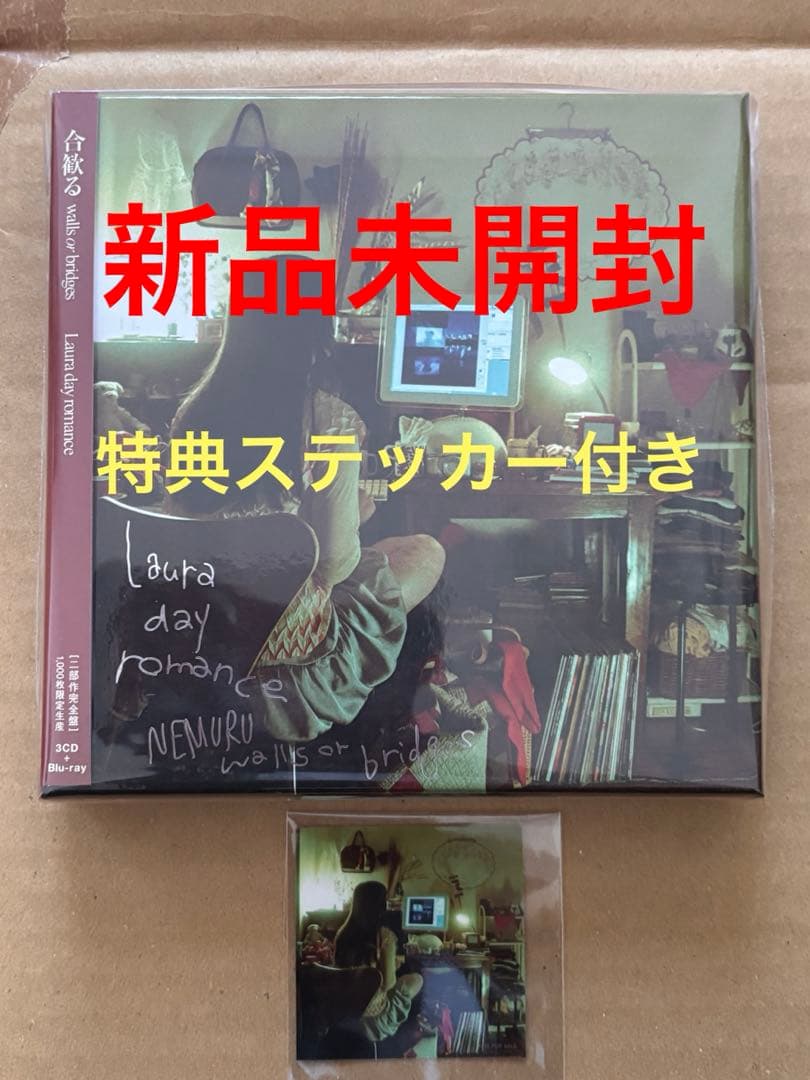 合歓る walls or bridges Laura day romance
[二部作完全盤]
1,000枚限定生産
3CD
+
Blu-ray
新品未開封
特典ステッカー付き
Laura
day
romance
NEMURU
walls or bridges